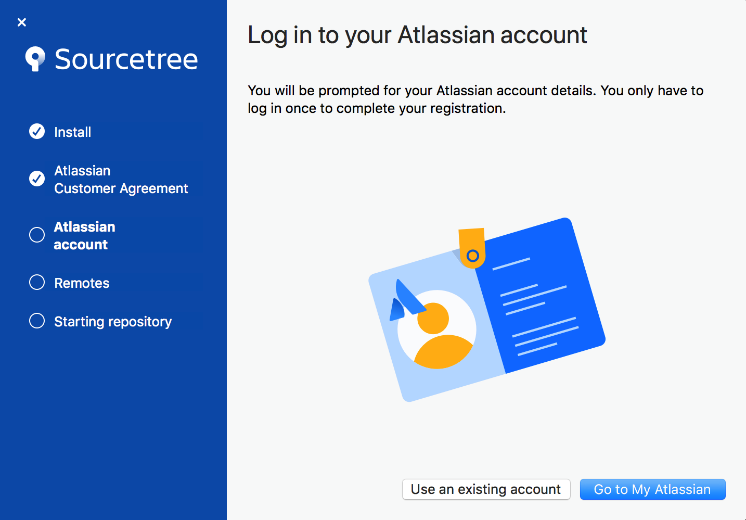 Sourcetree
Install
Atlassian
Customer Agreement
Atlassian
account
Remotes
Starting repository
Log in to your Atlassian account
You will be prompted for your Atlassian account details. You only have to
log in once to complete your registration.
Use an existing account
Go to My Atlassian